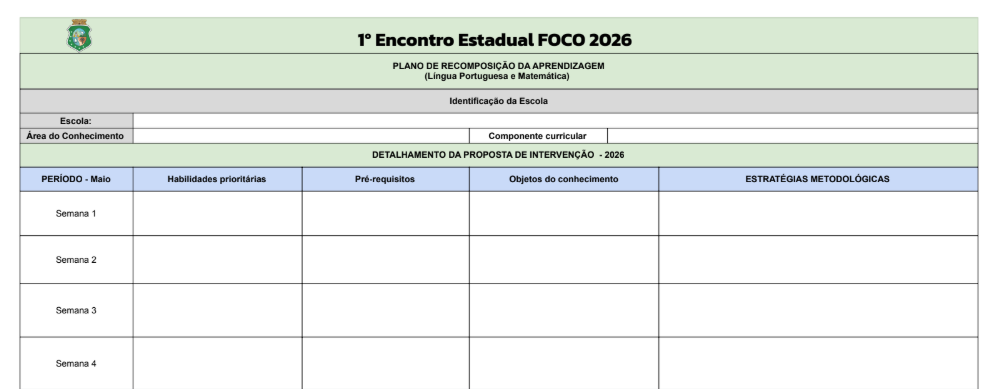 1º Encontro Estadual FOCO 2026
PLANO DE RECOMPOSIÇÃO DA APRENDIZAGEM
(Língua Portuguesa e Matemática)
Identificação da Escola
Escola:
Área do Conhecimento
Componente curricular
DETALHAMENTO DA PROPOSTA DE INTERVENÇÃO - 2026
PERÍODO - Maio
Habilidades prioritárias
Pré-requisitos
Objetos do conhecimento
ESTRATÉGIAS METODOLÓGICAS
Semana 1
Semana 2
Semana 3
Semana 4